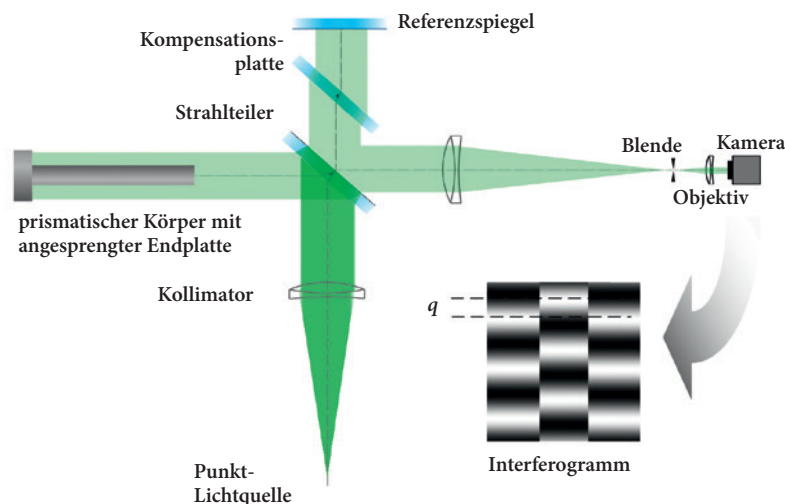 Referenzspiegel
Kompensations-
platte
Strahlteiler
Blende
Kamera
Objektiv
prismatischer Körper mit
angesprengter Endplatte
Kollimator
q
Punkt-
Lichtquelle
Interferogramm